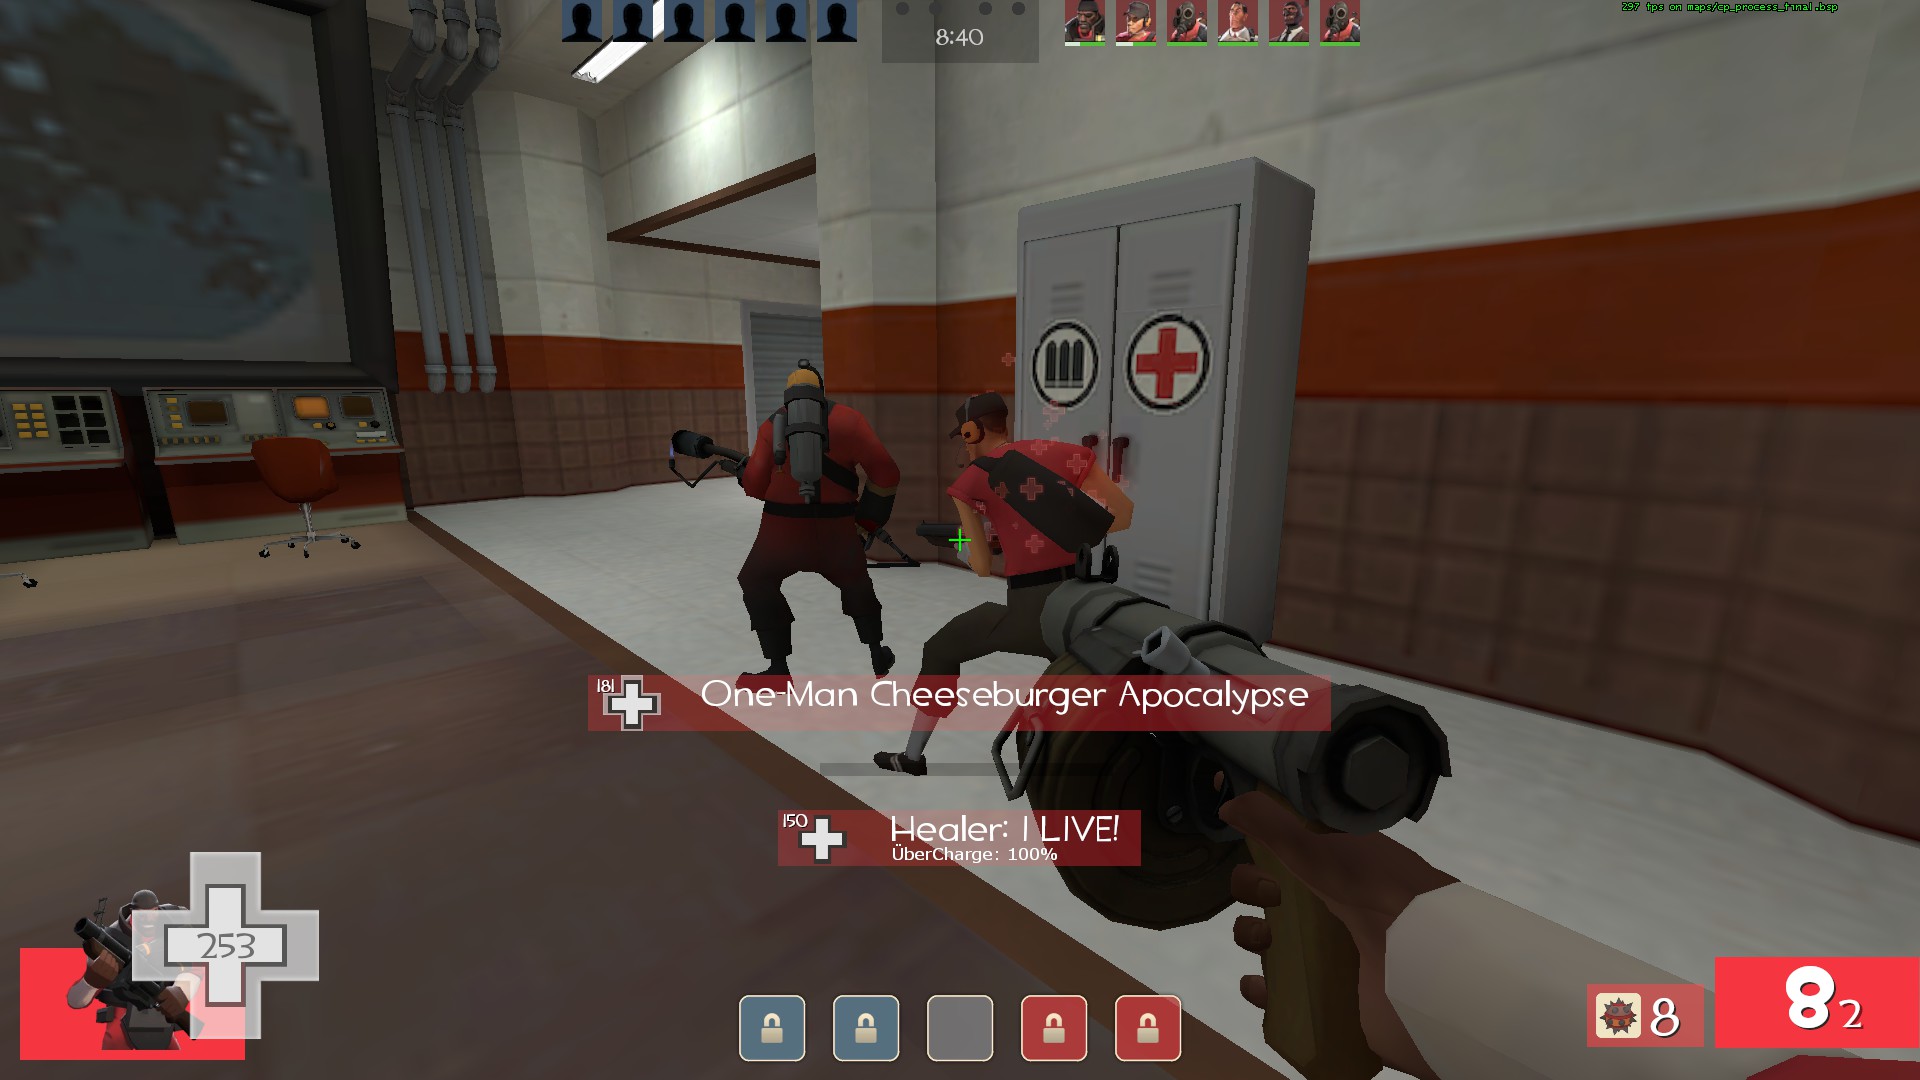 297 fps on maps/cp_process_final.bsp
8:40
181
One-Man Cheeseburger Apocalypse
150
Healer: I LIVE!
ÜberCharge: 100%
253
8
8 2